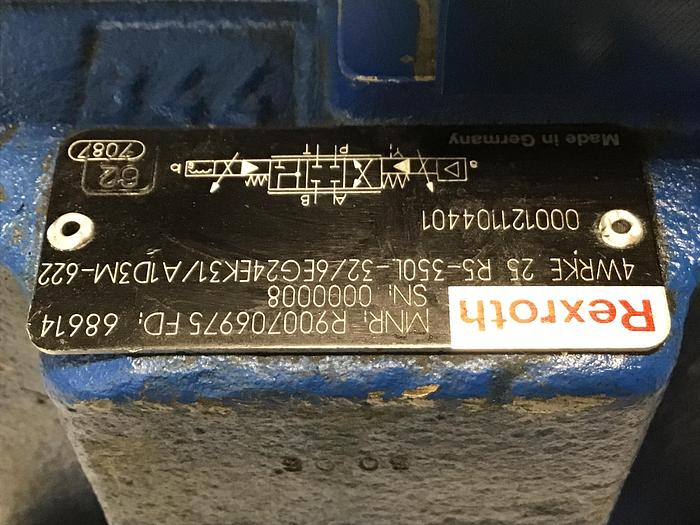 Rexroth
MNR: R900706975 FD: 68614
SN: 0000008
4WRKE 25 R5-350L-32/6EG24EK31/A1D3M-622
000121104401
A B
a
b
P T
Y
T
Made in Germany
62
7087